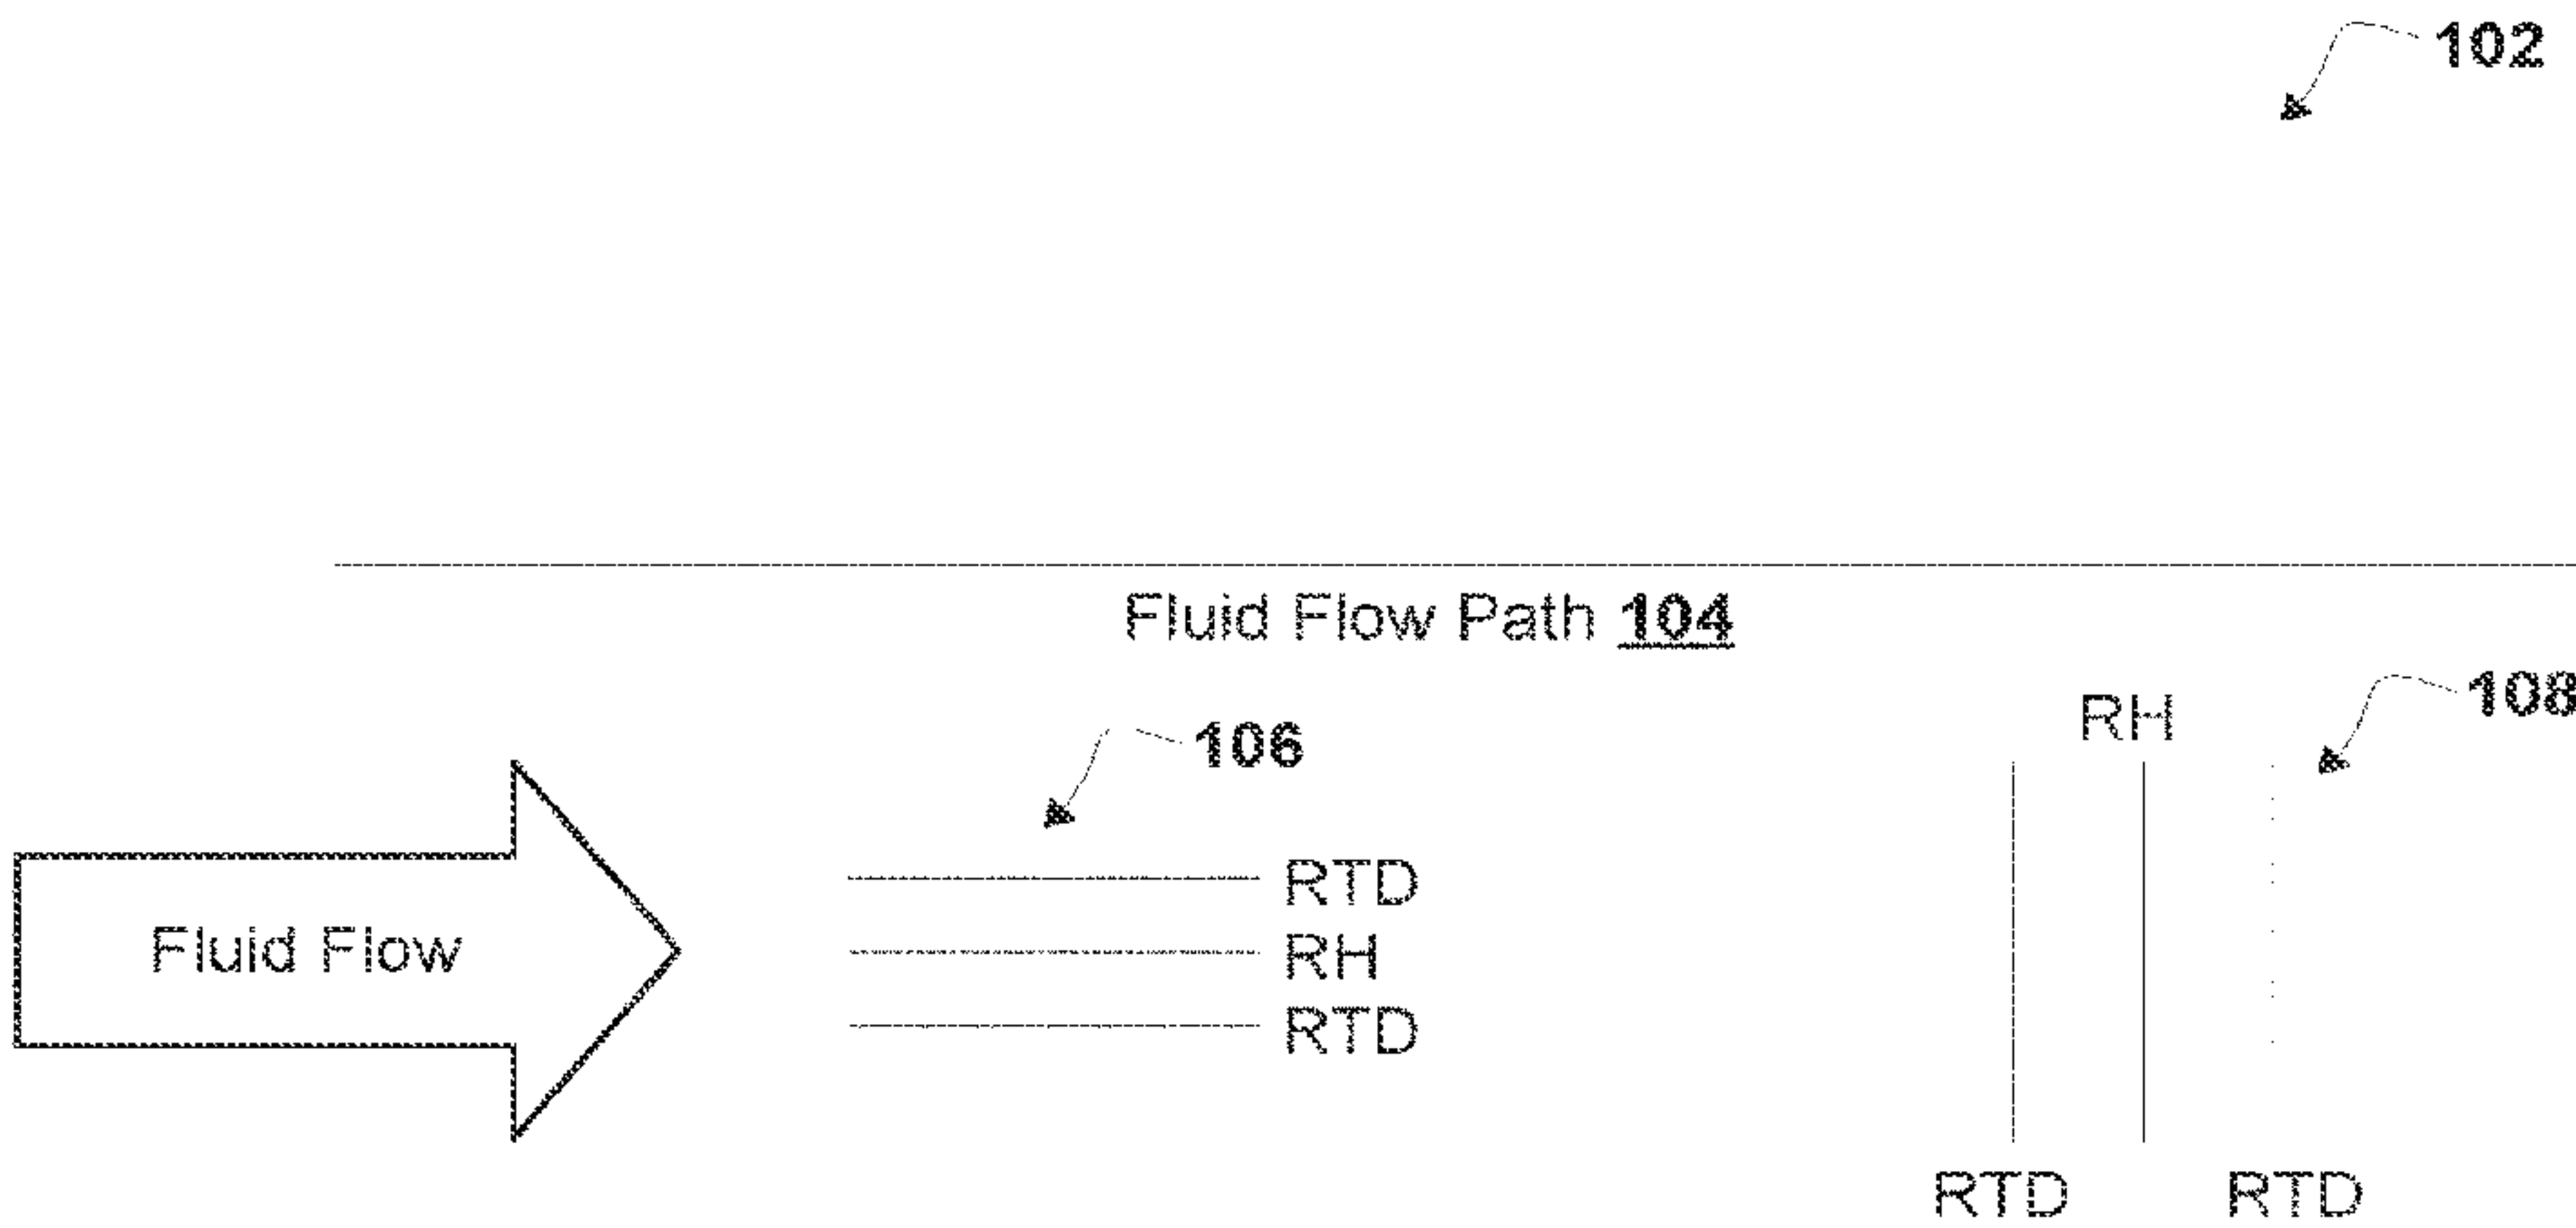 102
Fluid Flow Path 104
108
RH
106
RTD
Fluid Flow
RH
RTD
RTD
RTD